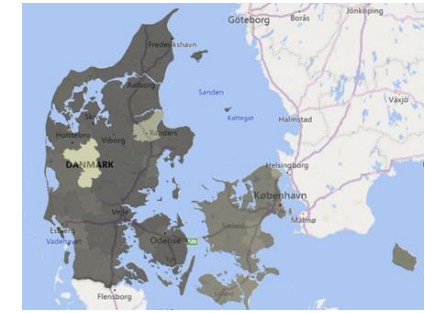 Göteborg
Borås
Jönköping
Frederikshavn
Aalborg
Sanden
Växjö
Kattegat
Halmstad
Holstebro
Viborg
Randers
DANMARK
Helsingborg
København
Vejle
Malmö
Esbjerg
Vadehavet
Odense
Flensborg